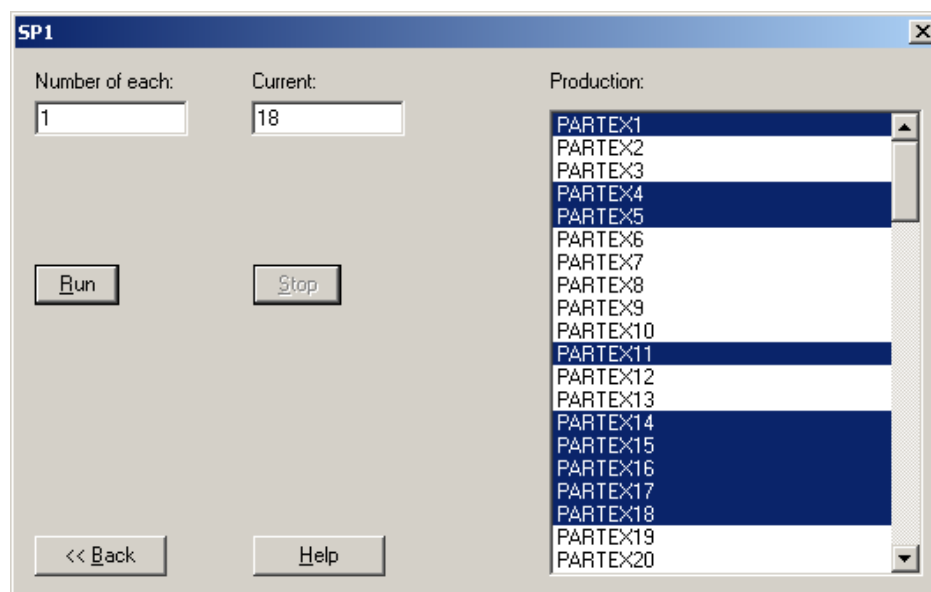 SP1
Number of each:
Current:
Production:
1
18
PARTEX1
PARTEX2
PARTEX3
PARTEX4
PARTEX5
PARTEX6
PARTEX7
PARTEX8
PARTEX9
PARTEX10
PARTEX11
PARTEX12
PARTEX13
PARTEX14
PARTEX15
PARTEX16
PARTEX17
PARTEX18
PARTEX19
PARTEX20
Run
Stop
<< Back
Help